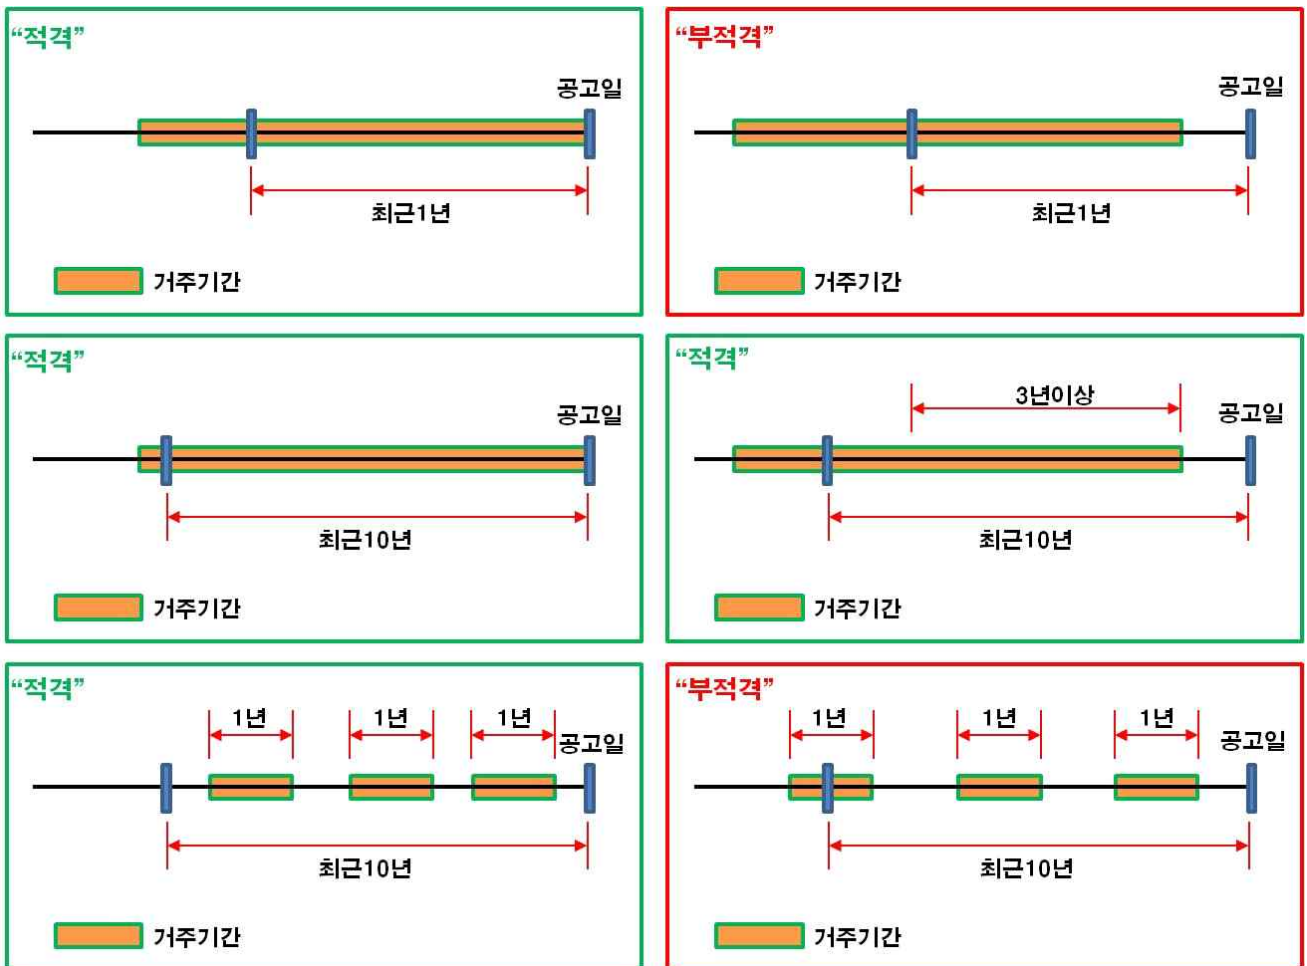 “적격”
공고일
최근1년
거주기간
“부적격”
공고일
최근1년
거주기간
“적격”
공고일
최근10년
거주기간
“적격”
3년이상
공고일
최근10년
거주기간
“적격”
1년 1년 1년
공고일
최근10년
거주기간
“부적격”
1년 1년 1년
공고일
최근10년
거주기간